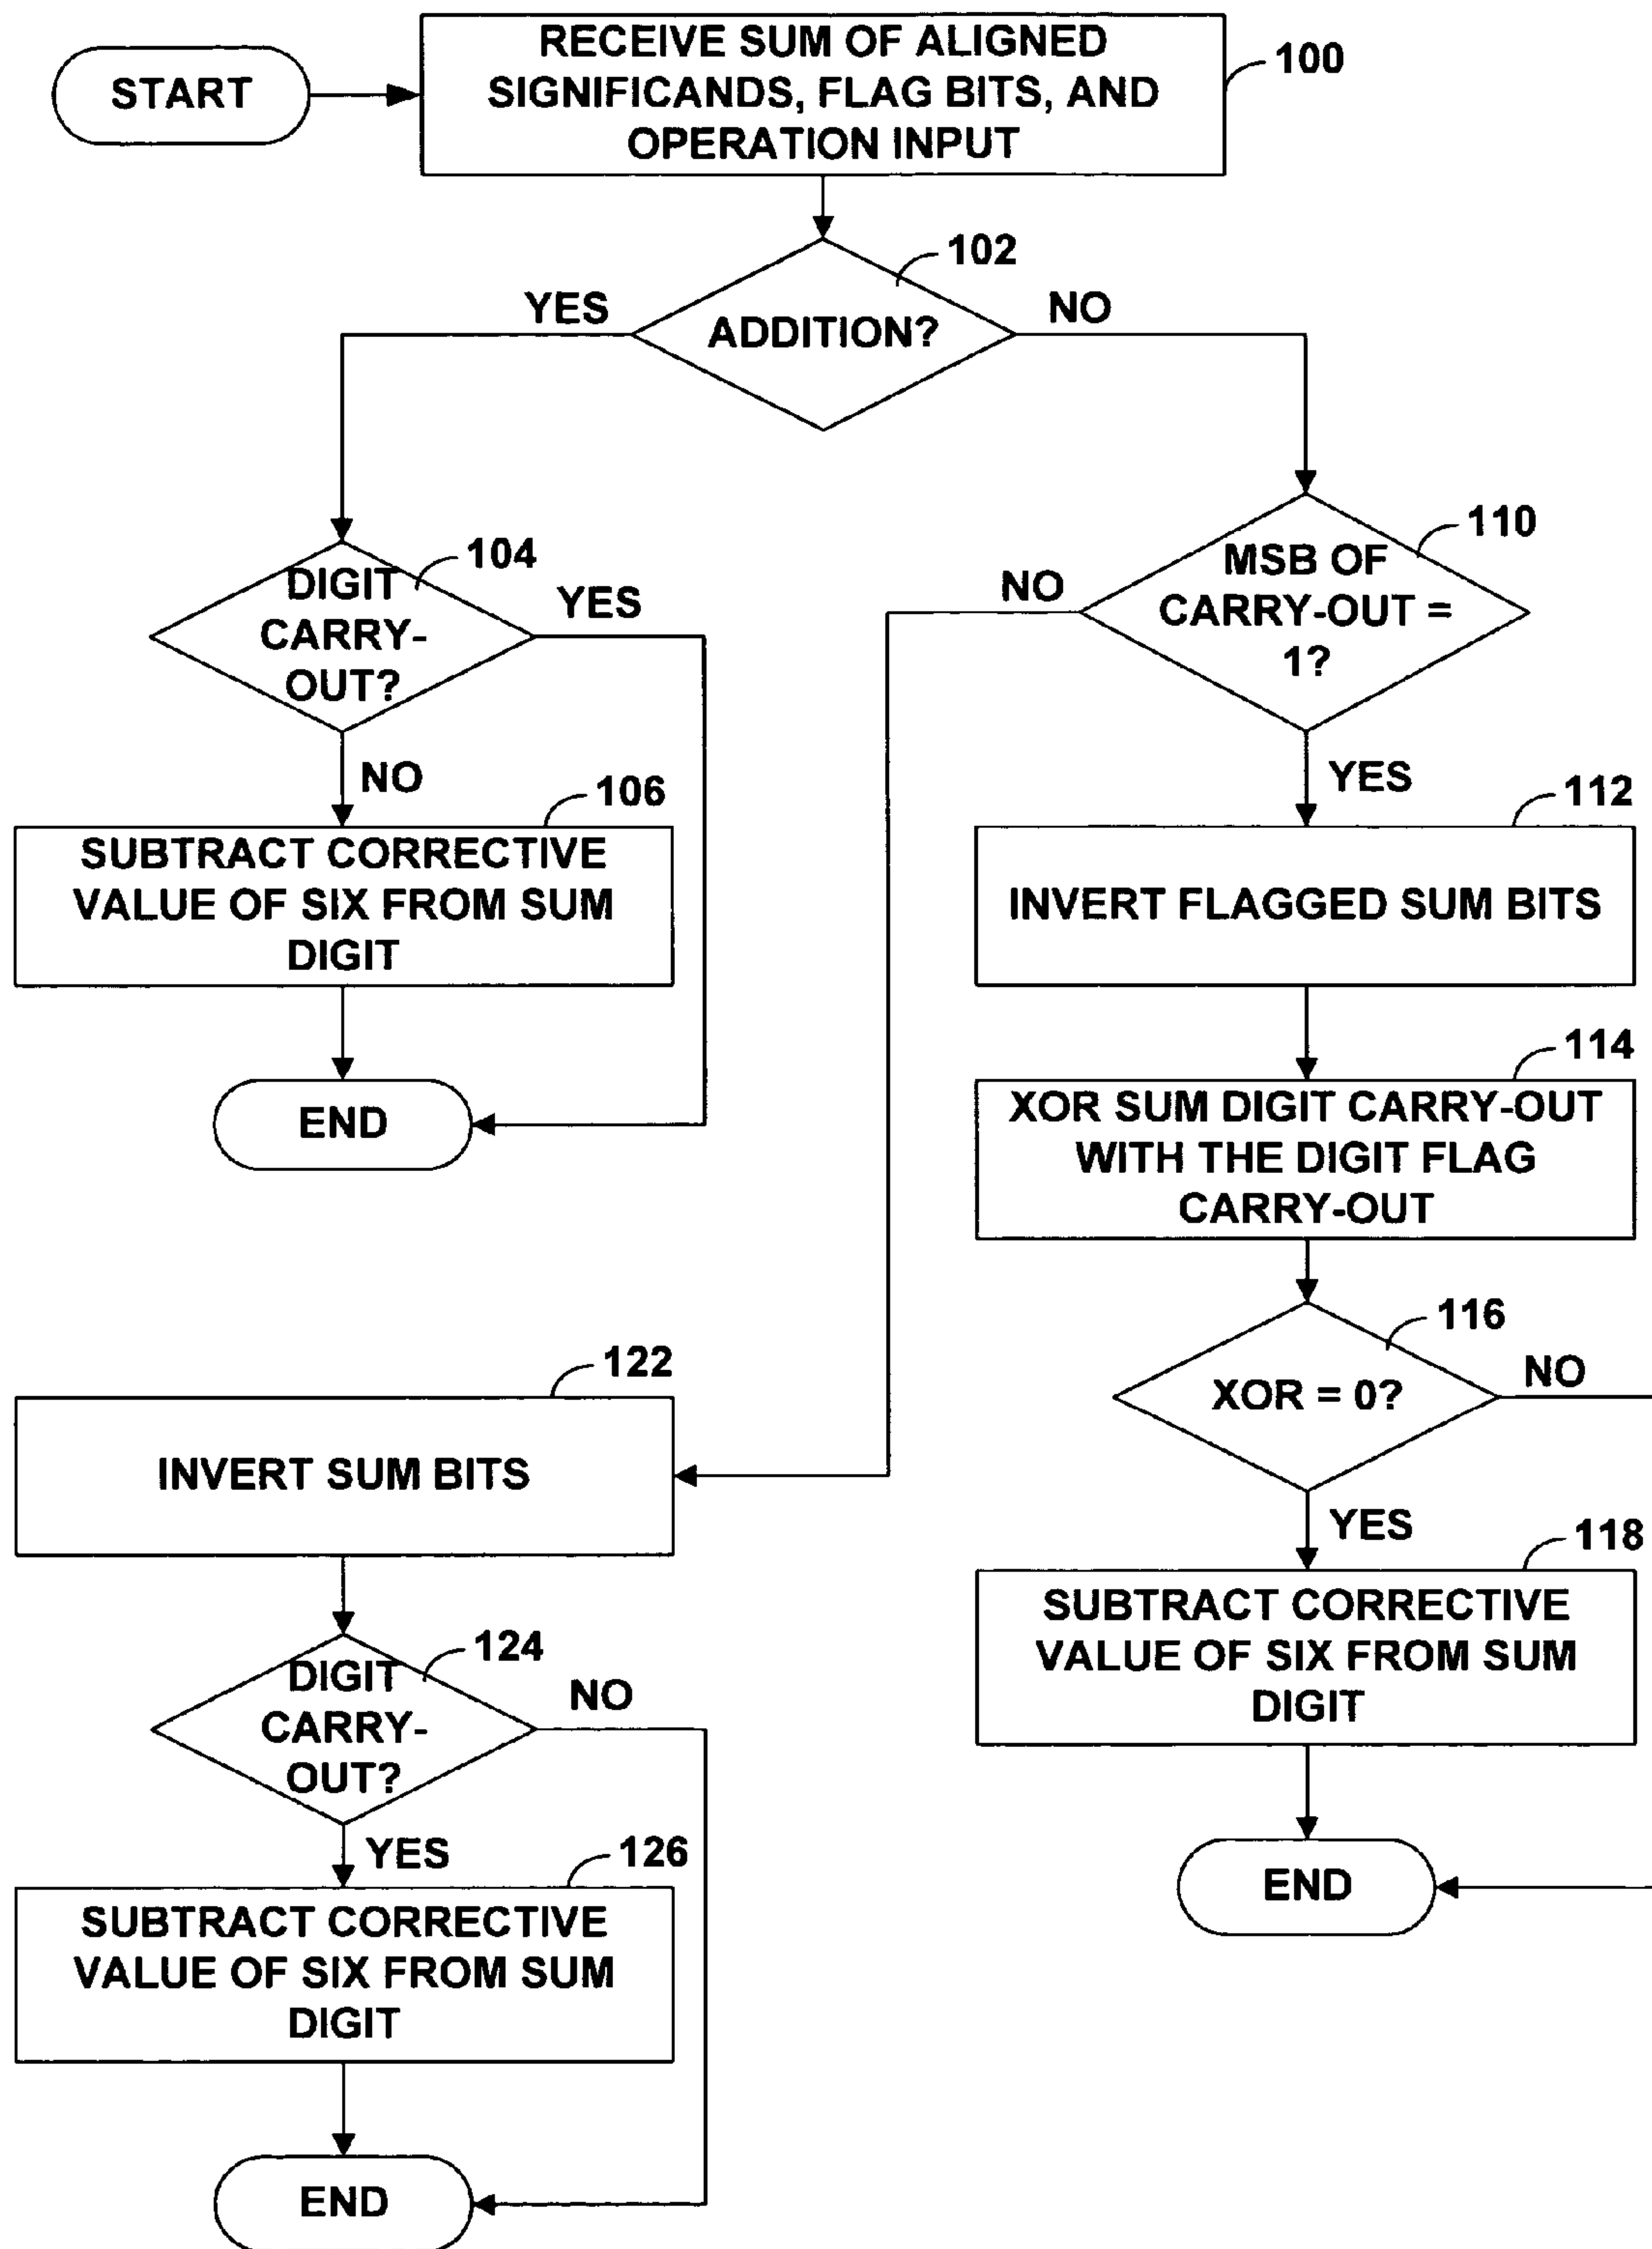 START
RECEIVE SUM OF ALIGNED
SIGNIFICANDS, FLAG BITS, AND
OPERATION INPUT
100
102
ADDITION?
YES
NO
104
DIGIT
CARRY-
OUT?
YES
NO
106
SUBTRACT CORRECTIVE
VALUE OF SIX FROM SUM
DIGIT
END
110
MSB OF
CARRY-OUT =
1?
NO
YES
112
INVERT FLAGGED SUM BITS
114
XOR SUM DIGIT CARRY-OUT
WITH THE DIGIT FLAG
CARRY-OUT
116
XOR = 0?
NO
YES
118
SUBTRACT CORRECTIVE
VALUE OF SIX FROM SUM
DIGIT
END
122
INVERT SUM BITS
124
DIGIT
CARRY-
OUT?
NO
YES
126
SUBTRACT CORRECTIVE
VALUE OF SIX FROM SUM
DIGIT
END